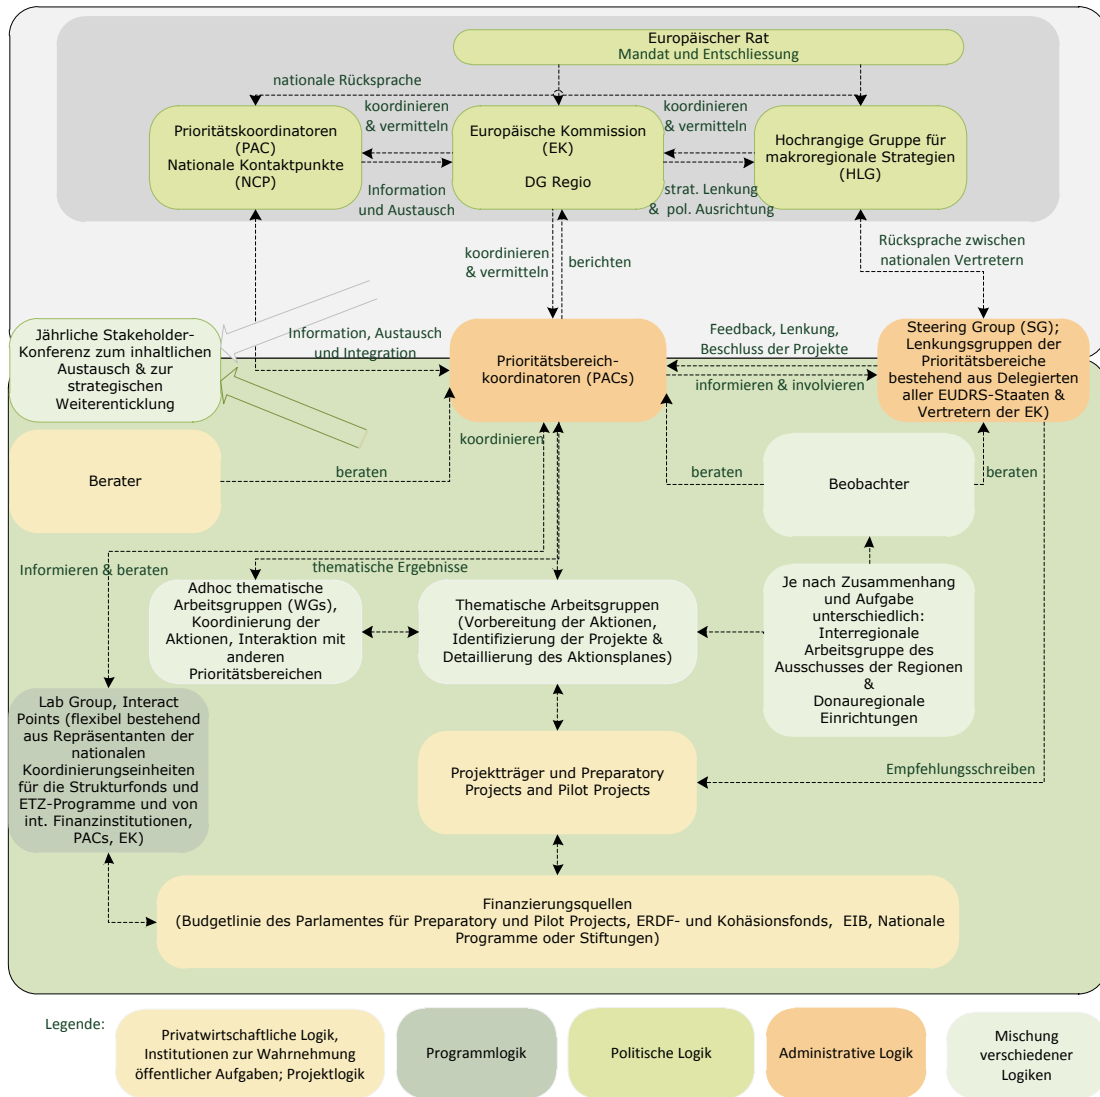 Europäischer Rat
Mandat und Entschliessung
nationale Rücksprache
koordinieren
& vermitteln
koordinieren
& vermitteln
Prioritätskoordinatoren
(PAC)
Nationale Kontaktpunkte
(NCP)
Europäische Kommission
(EK)
DG Regio
Hochrangige Gruppe für
makroregionale Strategien
(HLG)
Information
und Austausch
strat. Lenkung
& pol. Ausrichtung
koordinieren
& vermitteln
berichten
Rücksprache zwischen
nationalen Vertretern
Jährliche Stakeholder-
Konferenz zum inhaltlichen
Austausch & zur
strategischen
Weiterenticklung
Information, Austausch
und Integration
Prioritätsbereich-
koordinatoren (PACs)
Feedback, Lenkung,
Beschluss der Projekte
informieren & involvieren
Steering Group (SG);
Lenkungsgruppen der
Prioritätsbereiche
bestehend aus Delegierten
aller EUDRS-Staaten &
Vertretern der EK)
koordinieren
Berater
beraten
beraten
Beobachter
beraten
Informieren & beraten
thematische Ergebnisse
Adhoc thematische
Arbeitsgruppen (WGs),
Koordinierung der
Aktionen, Interaktion mit
anderen
Prioritätsbereichen
Thematische Arbeitsgruppen
(Vorbereitung der Aktionen,
Identifizierung der Projekte &
Detaillierung des Aktionsplanes)
Je nach Zusammenhang
und Aufgabe
unterschiedlich:
Interregionale
Arbeitsgruppe des
Ausschusses der Regionen
&
Donauregionale
Einrichtungen
Lab Group, Interact
Points (flexibel bestehend
aus Repräsentanten der
nationalen
Koordinierungseinheiten
für die Strukturfonds und
ETZ-Programme und von
int. Finanzinstitutionen,
PACs, EK)
Projektträger und Preparatory
Projects and Pilot Projects
Empfehlungsschreiben
Finanzierungsquellen
(Budgetlinie des Parlamentes für Preparatory und Pilot Projects, ERDF- und Kohäsionsfonds, EIB, Nationale
Programme oder Stiftungen)
Legende:
Privatwirtschaftliche Logik,
Institutionen zur Wahrnehmung
öffentlicher Aufgaben; Projektlogik
Programmlogik
Politische Logik
Administrative Logik
Mischung
verschiedener
Logiken